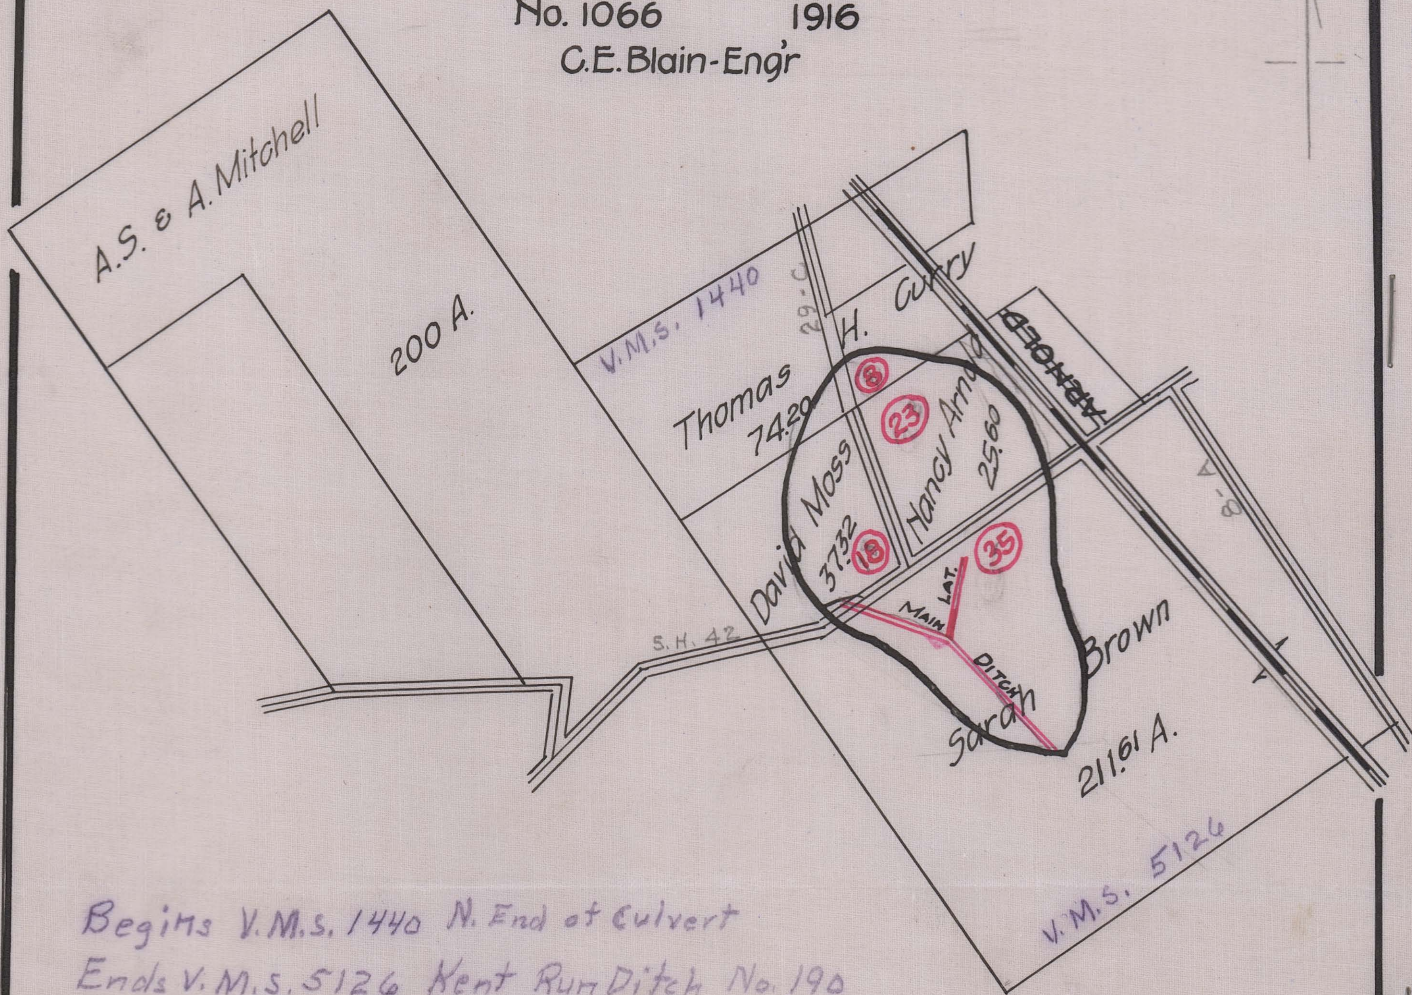 No. 1066 1916
C.E. Blain-Eng'r
A.S. & A. Mitchell
200 A.
V.M.S. 1440
29-C
Thomas H. Curry
74.20
8
23
ARNOLD
Nancy Arnold
25.60
David Moss
37.32
18
35
8-A
S.H. 42
MAIN
LAT.
DITCH
Sarah Brown
211.61 A.
V.M.S. 5126
Begins V.M.S. 1440 N. End of Culvert
Ends V.M.S. 5126 Kent Run Ditch No. 190